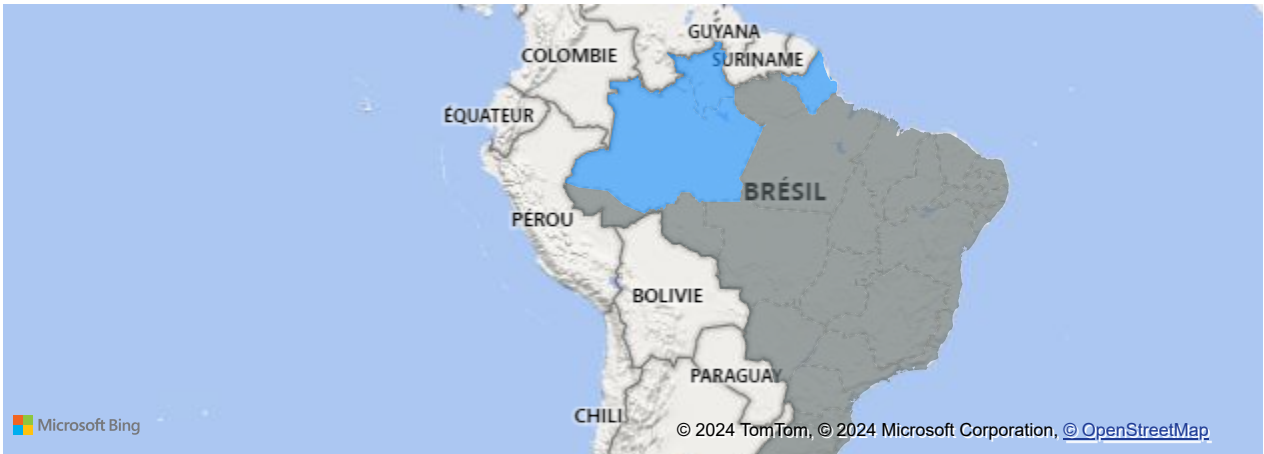 GUYANA
COLOMBIE
SURINAME
ÉQUATEUR
BRÉSIL
PÉROU
BOLIVIE
PARAGUAY
CHILI
Microsoft Bing
© 2024 TomTom, © 2024 Microsoft Corporation, © OpenStreetMap